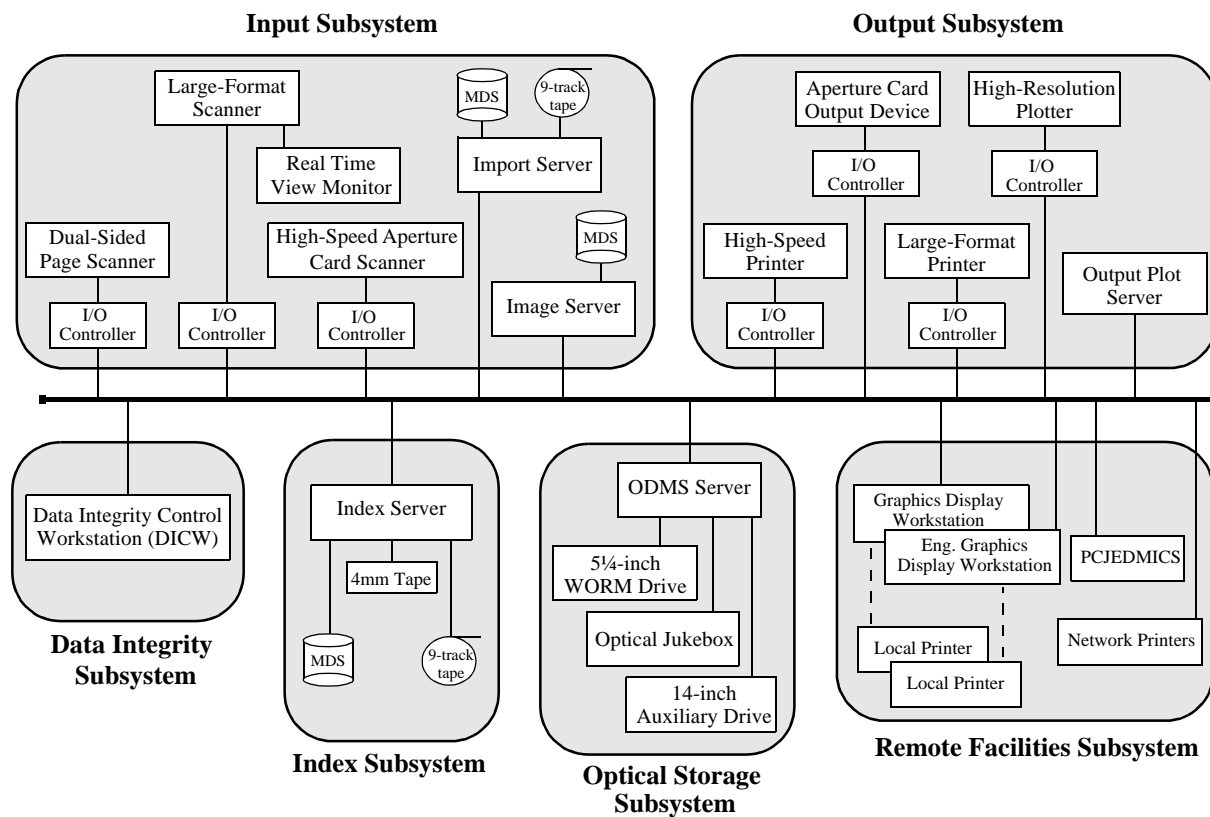 Input Subsystem
Large-Format
Scanner
MDS
9-track
tape
Real Time
View Monitor
Import Server
Dual-Sided
Page Scanner
High-Speed Aperture
Card Scanner
MDS
I/O
Controller
I/O
Controller
I/O
Controller
Image Server
Output Subsystem
Aperture Card
Output Device
High-Resolution
Plotter
I/O
Controller
I/O
Controller
High-Speed
Printer
Large-Format
Printer
Output Plot
Server
I/O
Controller
I/O
Controller
Data Integrity Control
Workstation (DICW)
Data Integrity
Subsystem
Index Server
4mm Tape
MDS
9-track
tape
Index Subsystem
ODMS Server
5¼-inch
WORM Drive
Optical Jukebox
14-inch
Auxiliary Drive
Optical Storage
Subsystem
Graphics Display
Workstation
Eng. Graphics
Display Workstation
PCJEDMICS
Local Printer
Local Printer
Network Printers
Remote Facilities Subsystem